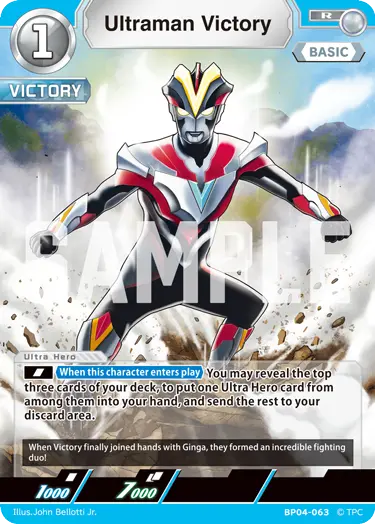 1
Ultraman Victory
R
BASIC
VICTORY
SAMPLE
Ultra Hero
When this character enters play You may reveal the top
three cards of your deck, to put one Ultra Hero card from
among them into your hand, and send the rest to your
discard area.
When Victory finally joined hands with Ginga, they formed an incredible fighting
duo!
1000
7000
Illus.John Bellotti Jr.
BP04-063 © TPC